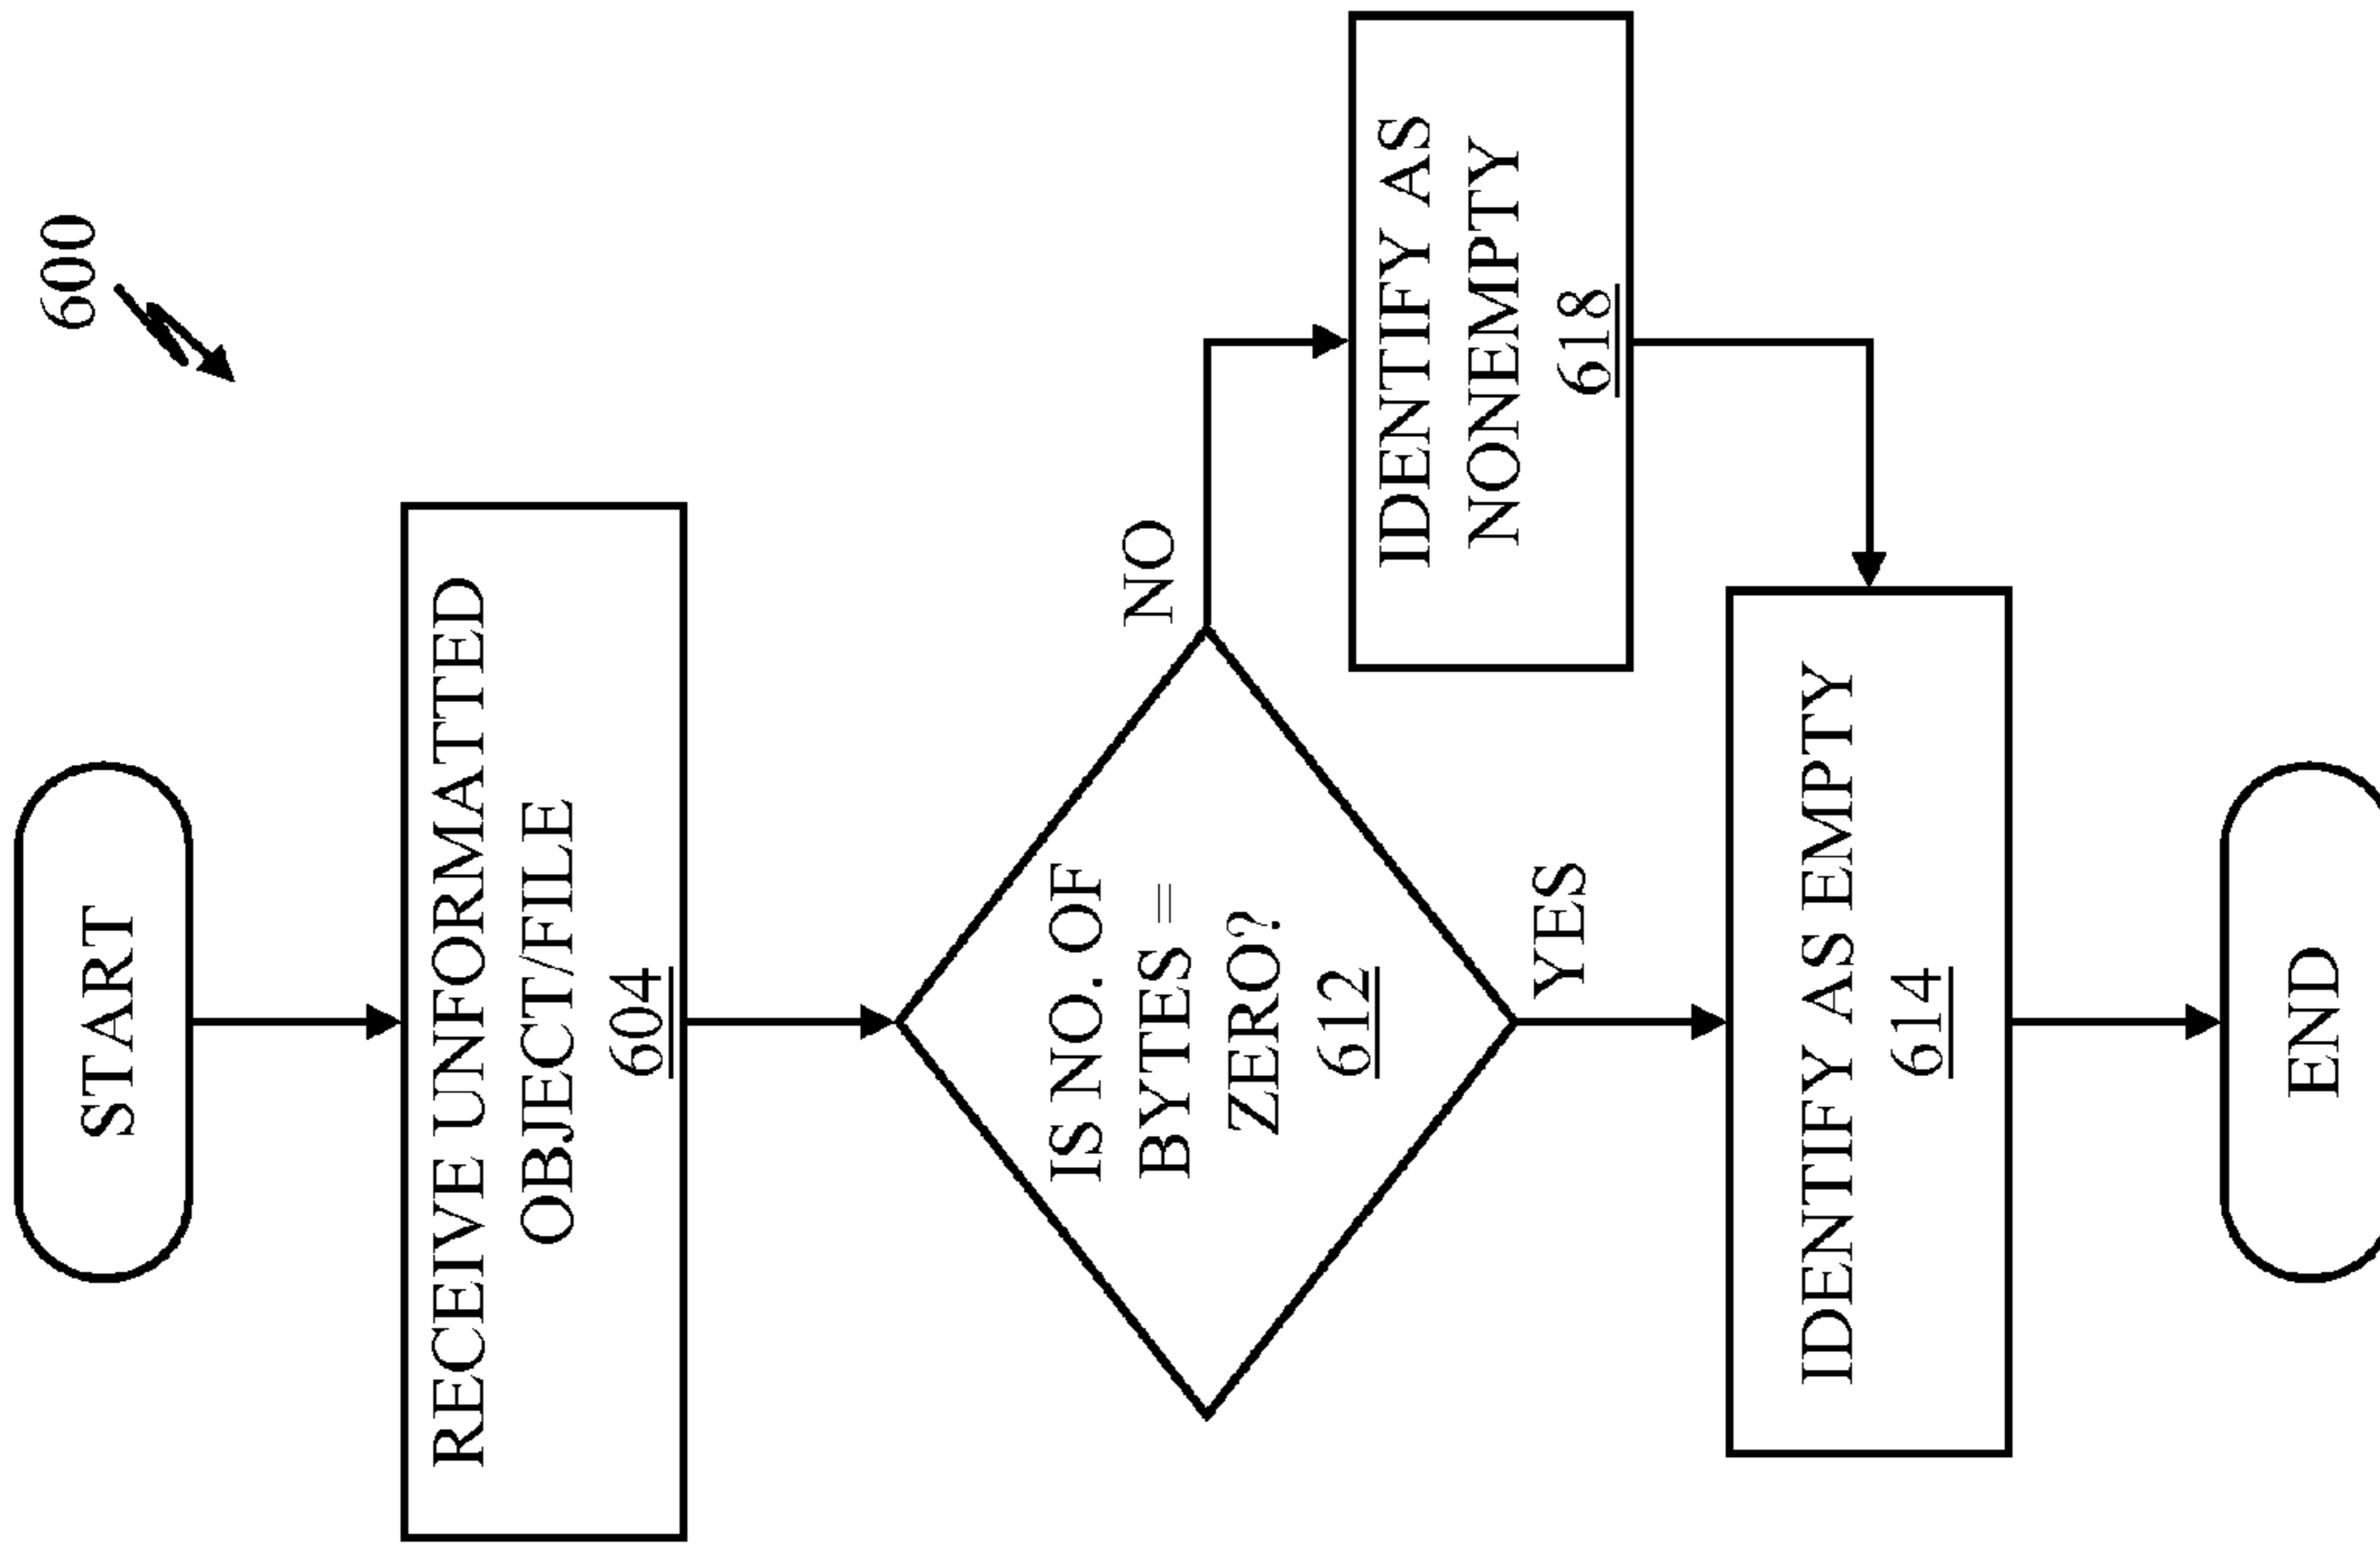 600
START
RECEIVE UNFORMATTED
OBJECT/FILE
604
IS NO. OF
BYTES =
ZERO?
612
NO
YES
IDENTIFY AS
NONEMPTY
618
IDENTIFY AS EMPTY
614
END